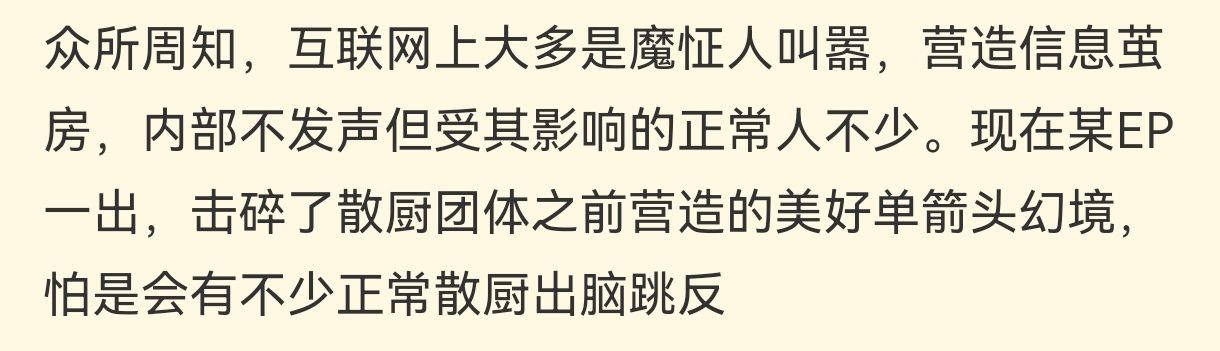 众所周知，互联网上大多是魔怔人叫嚣，营造信息茧
房，内部不发声但受其影响的正常人不少。现在某EP
一出，击碎了散厨团体之前营造的美好单箭头幻境，
怕是会有不少正常散厨出脑跳反